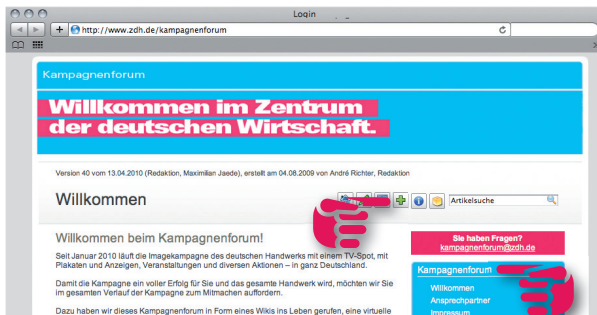 Login
http://www.zdh.de/kampagnenforum
Kampagnenforum
Willkommen im Zentrum
der deutschen Wirtschaft.
Version 40 vom 13.04.2010 (Redaktion, Maximilian Jaede), erstellt am 04.08.2009 von André Richter, Redaktion
Willkommen
Artikelsuche
Willkommen beim Kampagnenforum!
Seit Januar 2010 läuft die Imagekampagne des deutschen Handwerks mit einem TV-Spot, mit
Plakaten und Anzeigen, Veranstaltungen und diversen Aktionen – in ganz Deutschland.
Damit die Kampagne ein voller Erfolg für Sie und das gesamte Handwerk wird, möchten wir Sie
im gesamten Verlauf der Kampagne zum Mitmachen auffordern.
Dazu haben wir dieses Kampagnenforum in Form eines Wikis ins Leben gerufen, eine virtuelle
Sie haben Fragen?
kampagnenforum@zdh.de
Kampagnenforum
Willkommen
Ansprechpartner
Impressum